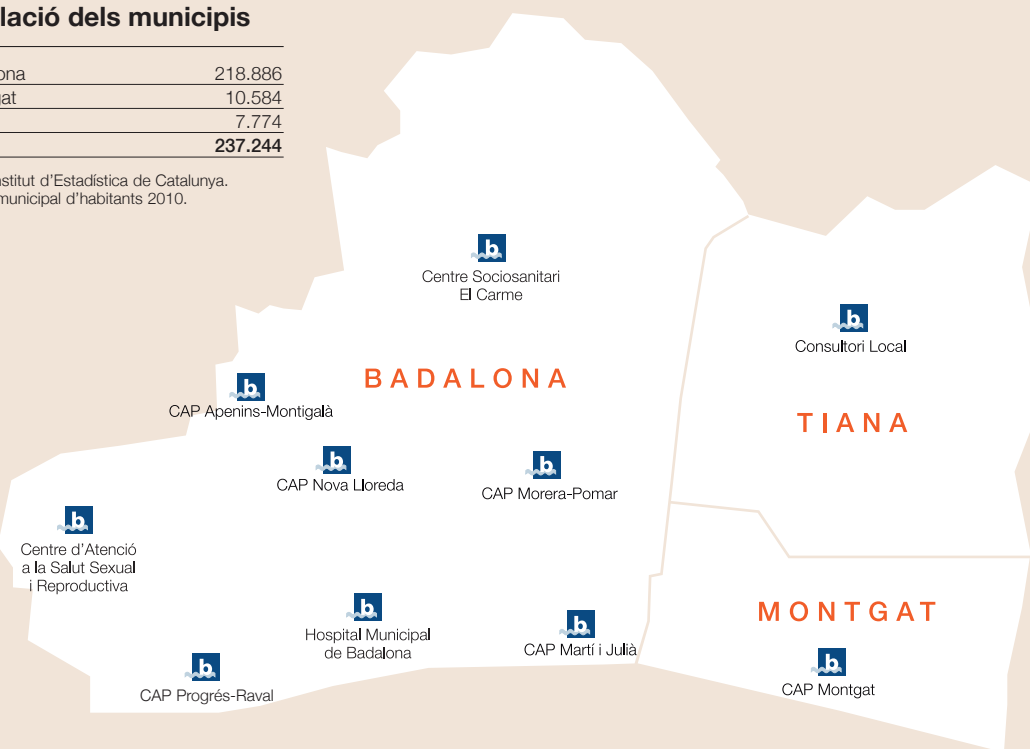 lació dels municipis
ona 218.886
gat 10.584
7.774
237.244
nstitut d'Estadística de Catalunya.
municipal d'habitants 2010.
b
Centre Sociosanitari
El Carme
b
Consultori Local
BADALONA
b
CAP Apenins-Montigalà
TIANA
b
CAP Nova Lloreda
b
CAP Morera-Pomar
b
Centre d'Atenció
a la Salut Sexual
i Reproductiva
b
Hospital Municipal
de Badalona
b
CAP Martí i Julià
MONTGAT
b
CAP Progrés-Raval
b
CAP Montgat